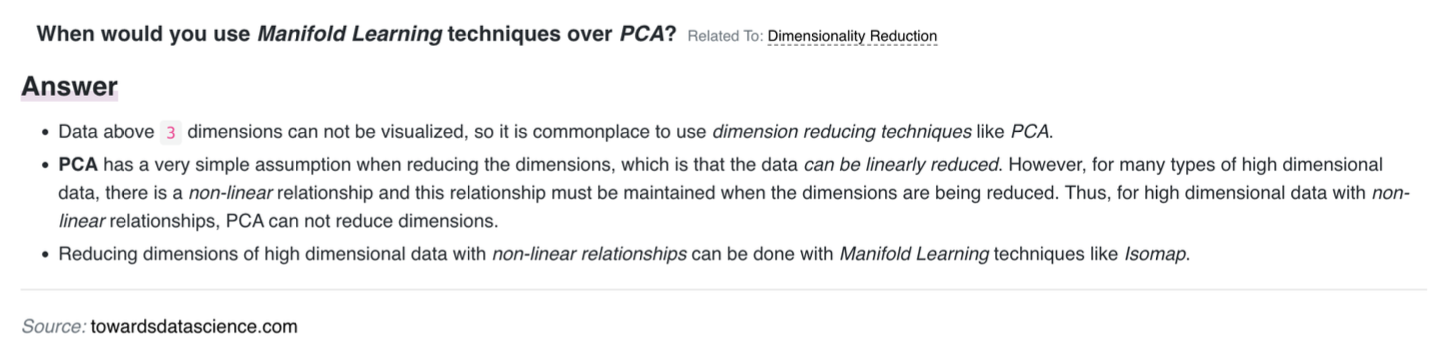 When would you use Manifold Learning techniques over PCA? Related To: Dimensionality Reduction
Answer
• Data above 3 dimensions can not be visualized, so it is commonplace to use dimension reducing techniques like PCA.
• PCA has a very simple assumption when reducing the dimensions, which is that the data can be linearly reduced. However, for many types of high dimensional
data, there is a non-linear relationship and this relationship must be maintained when the dimensions are being reduced. Thus, for high dimensional data with non-
linear relationships, PCA can not reduce dimensions.
• Reducing dimensions of high dimensional data with non-linear relationships can be done with Manifold Learning techniques like Isomap.
Source: towardsdatascience.com